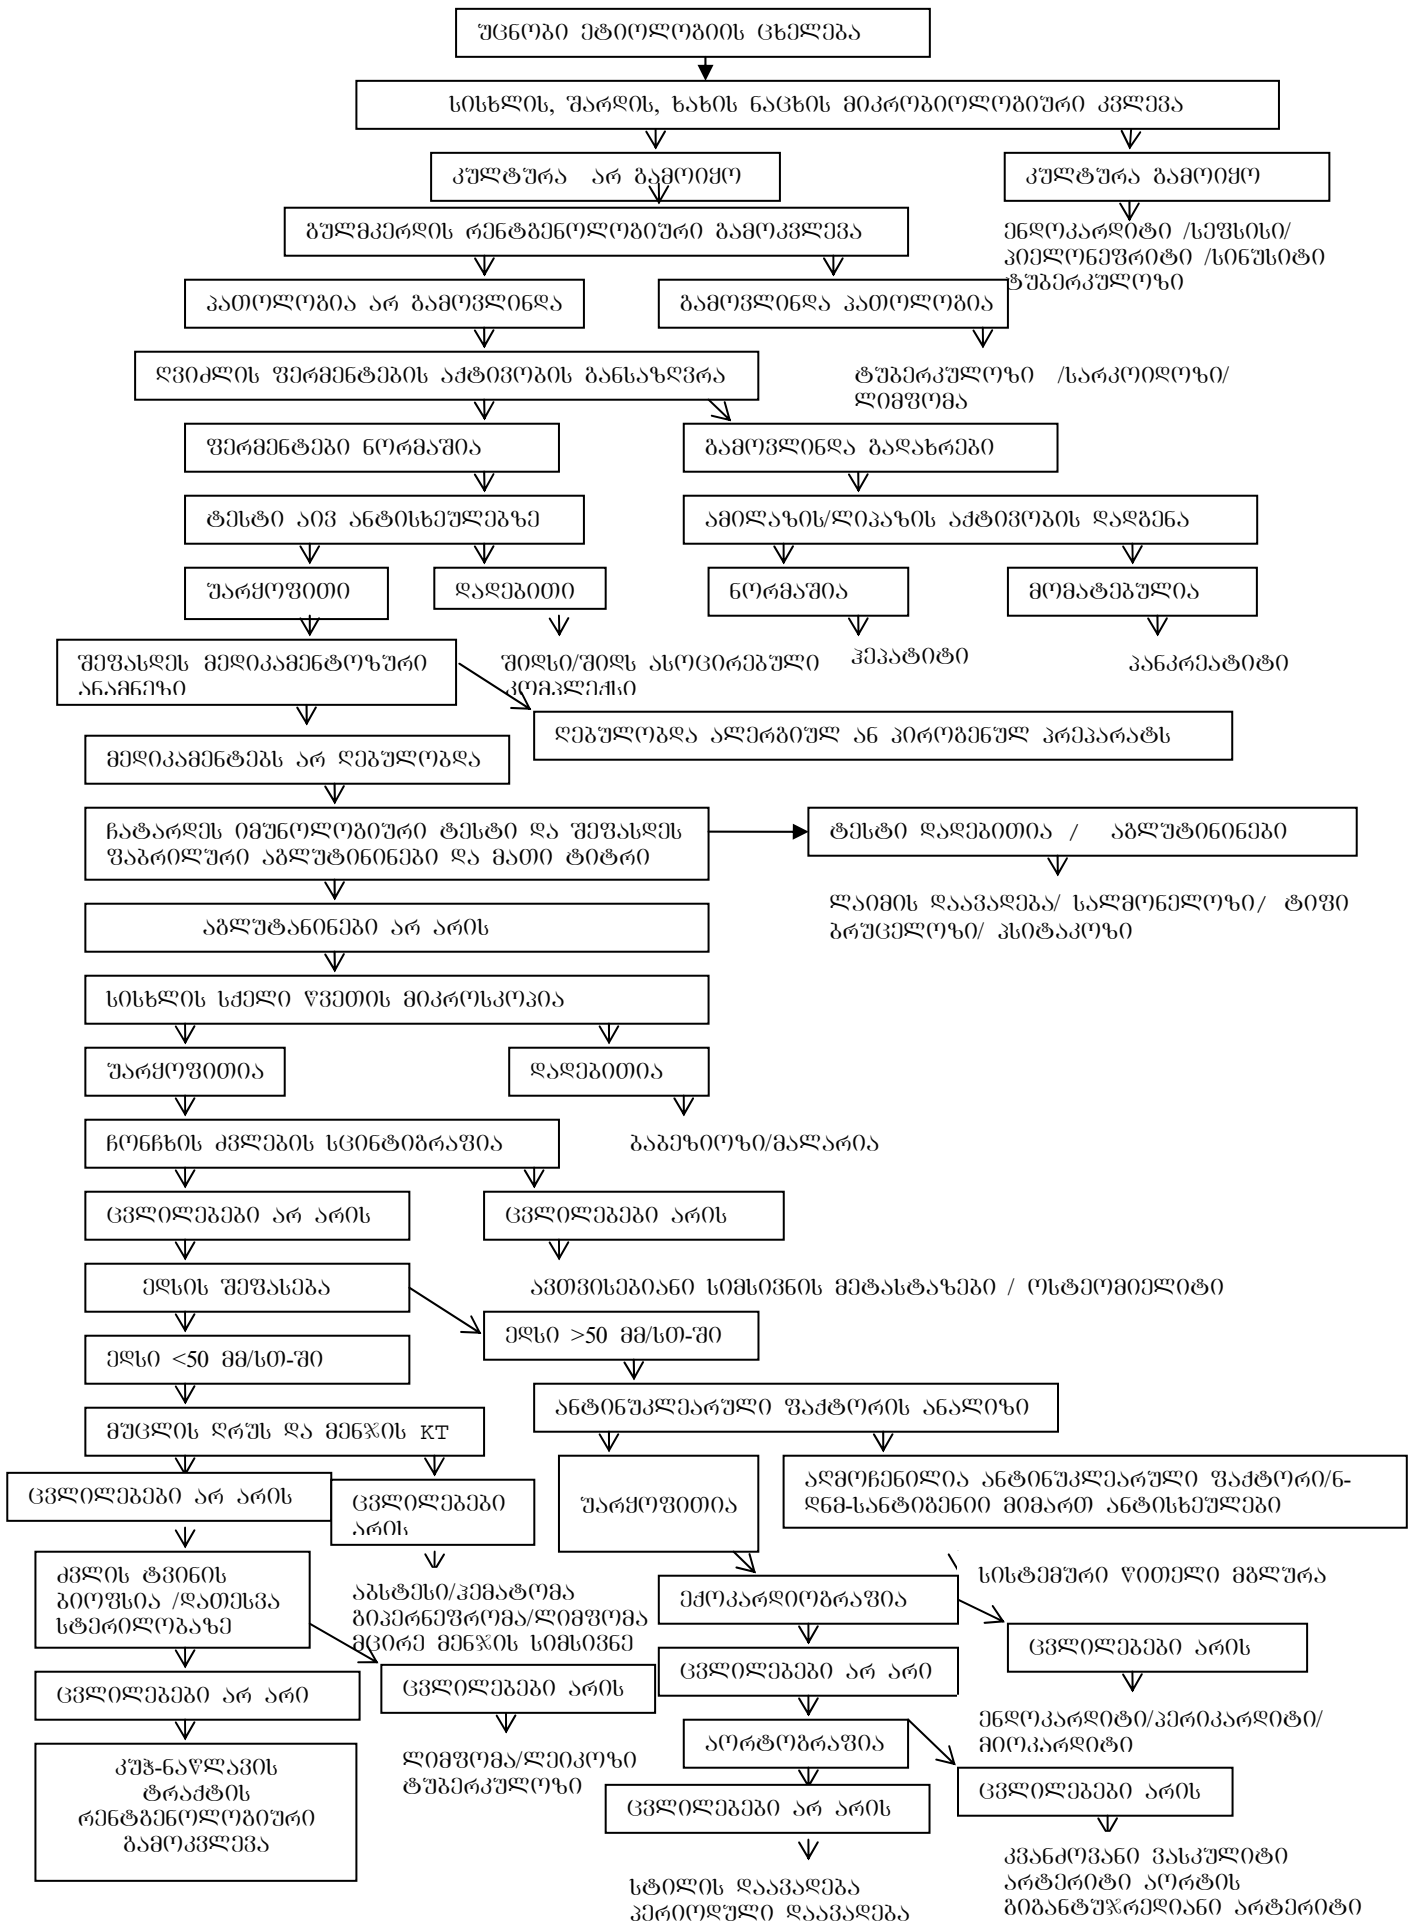 უცნობი ეტიოლოგიის ცხელება
სისხლის, შარდის, ხახის ნაცხის მიკრობიოლოგიური კვლევა
კულტურა არ გამოიყო
კულტურა გამოიყო
გულმკერდის რენტგენოლოგიური გამოკვლევა
ენდოკარდიტი /სეფსისი/
პიელონეფრიტი /სინუსიტი
ტუბერკულოზი
პათოლოგია არ გამოვლინდა
გამოვლინდა პათოლოგია
ღვიძლის ფერმენტების აქტივობის განსაზღვრა
ტუბერკულოზი /სარკოიდოზი/
ლიმფომა
ფერმენტები ნორმაშია
გამოვლინდა გადახრები
ტესტი აივ ანტისხეულებზე
ამილაზის/ლიპაზის აქტივობის დადგენა
უარყოფითი
დადებითი
ნორმაშია
მომატებულია
შეფასდეს მედიკამენტოზური
ანამნეზი
შიდსი/შიდს ასოცირებული
კომპლექსი
ჰეპატიტი
პანკრეატიტი
ღებულობდა ალერგიულ ან პიროგენულ პრეპარატს
მედიკამენტებს არ ღებულობდა
ჩატარდეს იმუნოლოგიური ტესტი და შეფასდეს
ფაბრილური აგლუტინინები და მათი ტიტრი
ტესტი დადებითია / აგლუტინინები
აგლუტანინები არ არის
ლაიმის დაავადება/ სალმონელოზი/ ტიფი
ბრუცელოზი/ პსიტაკოზი
სისხლის სქელი წვეთის მიკროსკოპია
უარყოფითია
დადებითია
ჩონჩხის ძვლების სცინტიგრაფია
ბაბეზიოზი/მალარია
ცვლილებები არ არის
ცვლილებები არის
ედსის შეფასება
ავთვისებიანი სიმსივნის მეტასტაზები / ოსტეომიელიტი
ედსი >50 მმ/სთ-ში
ედსი <50 მმ/სთ-ში
ანტინუკლეარული ფაქტორის ანალიზი
მუცლის ღრუს და მენჯის KT
ცვლილებები არ არის
ცვლილებები
არის
უარყოფითია
აღმოჩენილია ანტინუკლეარული ფაქტორი/ნ-
დნმ-სანტიგენიი მიმართ ანტისხეულები
ძვლის ტვინის
ბიოფსია /დათესვა
სტერილობაზე
აბსტესი/ჰემატომა
გიპერნეფრომა/ლიმფომა
მცირე მენჯის სიმსივნე
ექოკარდიოგრაფია
სისტემური წითელი მგლურა
ცვლილებები არის
ცვლილებები არ არი
ცვლილებები არის
ცვლილებები არ არი
ენდოკარდიტი/პერიკარდიტი/
მიოკარდიტი
კუჭ-ნაწლავის
ტრაქტის
რენტგენოლოგიური
გამოკვლევა
ლიმფომა/ლეიკოზი
ტუბერკულოზი
აორტოგრაფია
ცვლილებები არის
ცვლილებები არ არის
კვანძოვანი ვასკულიტი
არტერიტი აორტის
გიგანტუჯრედიანი არტერიტი
სტილის დაავადება
პერიოდული დაავადება